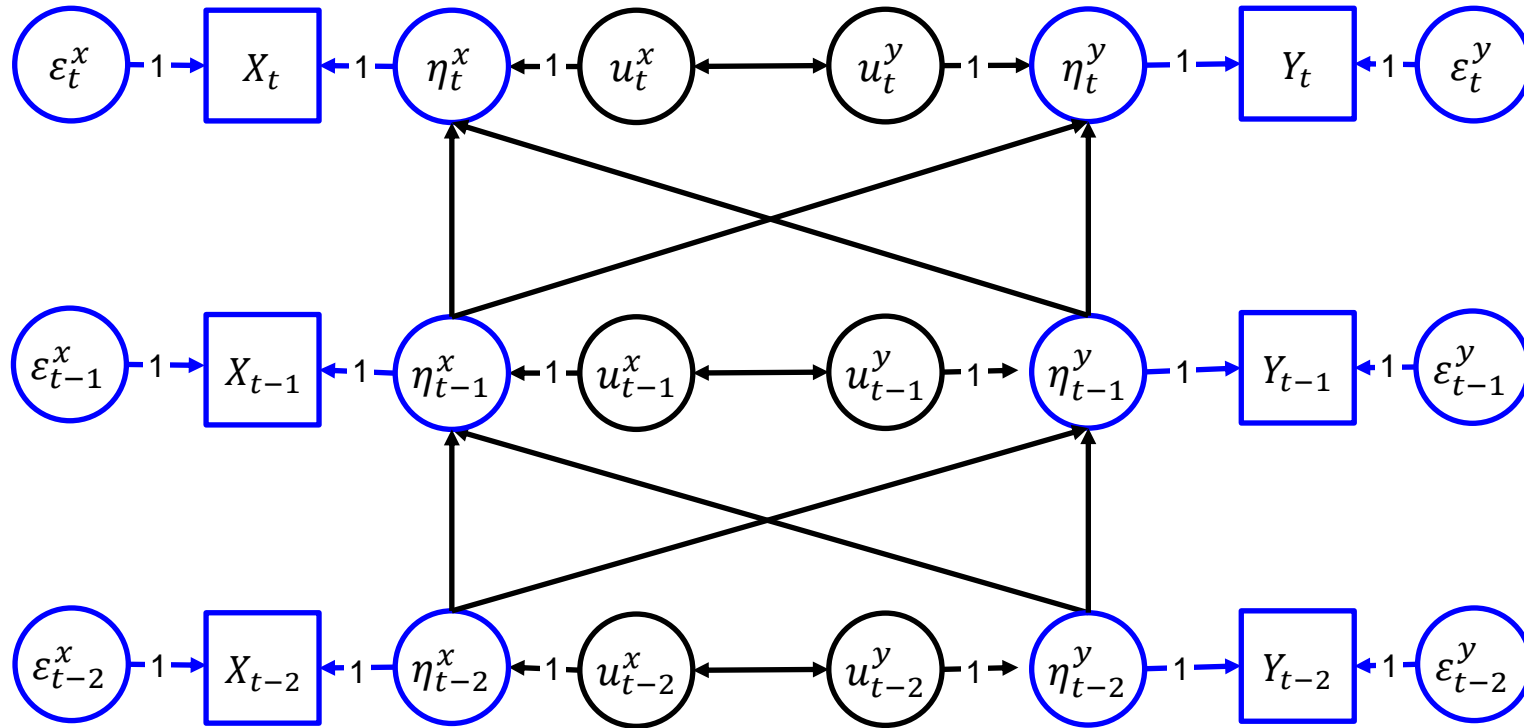 ε_t^x 1 X_t 1 η_t^x 1 u_t^x u_t^y 1 η_t^y 1 Y_t 1 ε_t^y
ε_{t−1}^x 1 X_{t−1} 1 η_{t−1}^x 1 u_{t−1}^x u_{t−1}^y 1 η_{t−1}^y 1 Y_{t−1} 1 ε_{t−1}^y
ε_{t−2}^x 1 X_{t−2} 1 η_{t−2}^x 1 u_{t−2}^x u_{t−2}^y 1 η_{t−2}^y 1 Y_{t−2} 1 ε_{t−2}^y